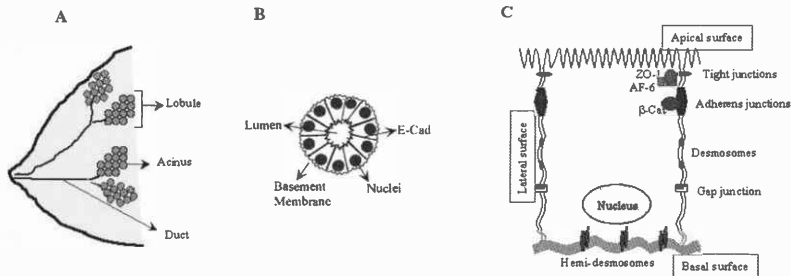 A
Lobule
Acinus
Duct
B
Lumen
E-Cad
Basement
Membrane
Nuclei
C
Apical surface
ZO-1
AF-6
Tight junctions
β-Cat
Adherens junctions
Lateral surface
Desmosomes
Gap junction
Nucleus
Hemi-desmosomes
Basal surface